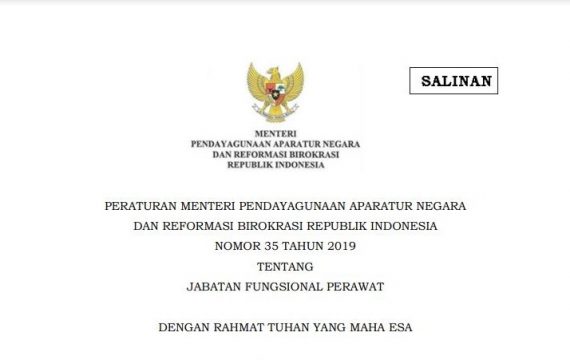 SALINAN
MENTERI
PENDAYAGUNAAN APARATUR NEGARA
DAN REFORMASI BIROKRASI
REPUBLIK INDONESIA
PERATURAN MENTERI PENDAYAGUNAAN APARATUR NEGARA
DAN REFORMASI BIROKRASI REPUBLIK INDONESIA
NOMOR 35 TAHUN 2019
TENTANG
JABATAN FUNGSIONAL PERAWAT
DENGAN RAHMAT TUHAN YANG MAHA ESA